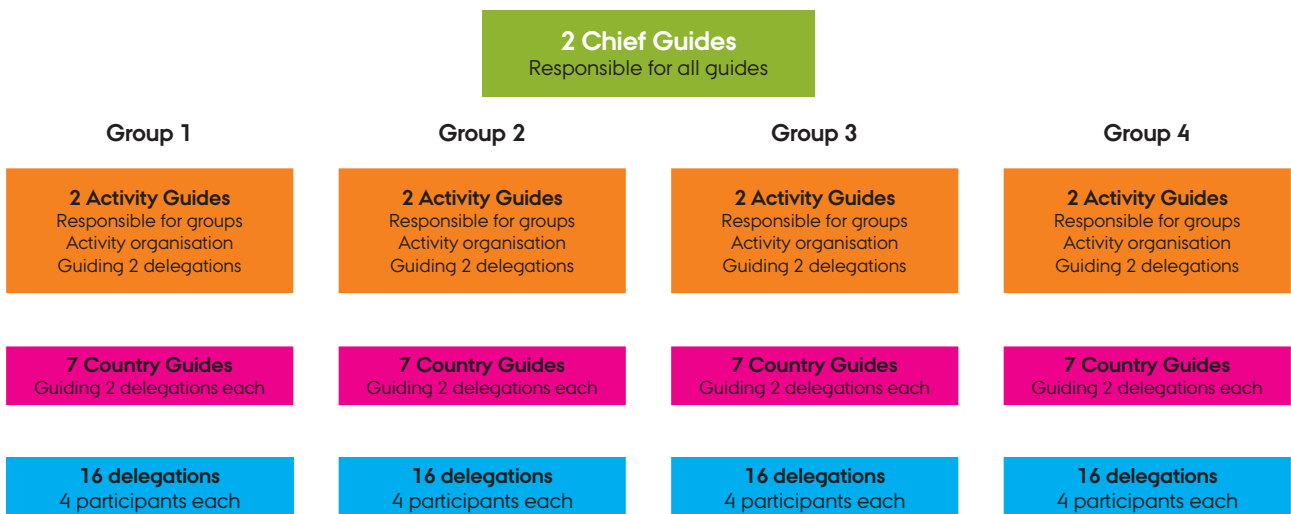 2 Chief Guides
Responsible for all guides
Group 1
Group 2
Group 3
Group 4
2 Activity Guides
Responsible for groups
Activity organisation
Guiding 2 delegations
2 Activity Guides
Responsible for groups
Activity organisation
Guiding 2 delegations
2 Activity Guides
Responsible for groups
Activity organisation
Guiding 2 delegations
2 Activity Guides
Responsible for groups
Activity organisation
Guiding 2 delegations
7 Country Guides
Guiding 2 delegations each
7 Country Guides
Guiding 2 delegations each
7 Country Guides
Guiding 2 delegations each
7 Country Guides
Guiding 2 delegations each
16 delegations
4 participants each
16 delegations
4 participants each
16 delegations
4 participants each
16 delegations
4 participants each